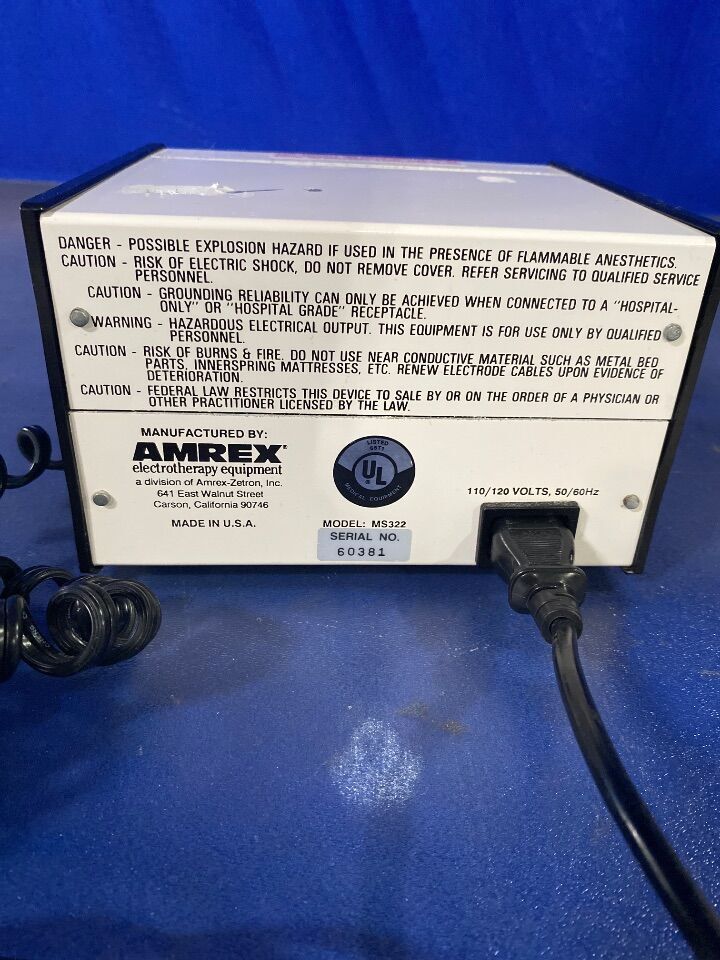 DANGER - POSSIBLE EXPLOSION HAZARD IF USED IN THE PRESENCE OF FLAMMABLE ANESTHETICS.
CAUTION - RISK OF ELECTRIC SHOCK, DO NOT REMOVE COVER. REFER SERVICING TO QUALIFIED SERVICE
PERSONNEL.
CAUTION - GROUNDING RELIABILITY CAN ONLY BE ACHIEVED WHEN CONNECTED TO A "HOSPITAL-
ONLY" OR "HOSPITAL GRADE" RECEPTACLE.
WARNING - HAZARDOUS ELECTRICAL OUTPUT. THIS EQUIPMENT IS FOR USE ONLY BY QUALIFIED
PERSONNEL.
CAUTION - RISK OF BURNS & FIRE. DO NOT USE NEAR CONDUCTIVE MATERIAL SUCH AS METAL BED
PARTS, INNERSPRING MATTRESSES, ETC. RENEW ELECTRODE CABLES UPON EVIDENCE OF
DETERIORATION.
CAUTION - FEDERAL LAW RESTRICTS THIS DEVICE TO SALE BY OR ON THE ORDER OF A PHYSICIAN OR
OTHER PRACTITIONER LICENSED BY THE LAW.
MANUFACTURED BY:
AMREX®
electrotherapy equipment
a division of Amrex-Zetron, Inc.
641 East Walnut Street
Carson, California 90746
MADE IN U.S.A.
LISTED
UL
MEDICAL EQUIPMENT
MODEL: MS322
SERIAL NO.
60381
110/120 VOLTS, 50/60Hz